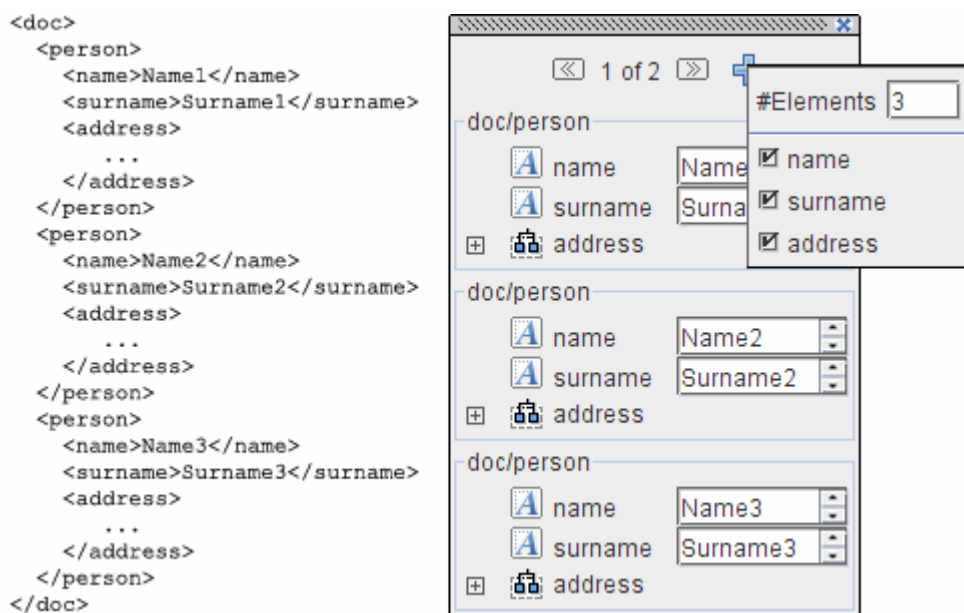 <doc>
<person>
<name>Name1</name>
<surname>Surname1</surname>
<address>
...
</address>
</person>
<person>
<name>Name2</name>
<surname>Surname2</surname>
<address>
...
</address>
</person>
<person>
<name>Name3</name>
<surname>Surname3</surname>
<address>
...
</address>
</person>
</doc>
1 of 2
#Elements 3
name
surname
address
doc/person
A name Name
A surname Surna
address
doc/person
A name Name2
A surname Surname2
address
doc/person
A name Name3
A surname Surname3
address